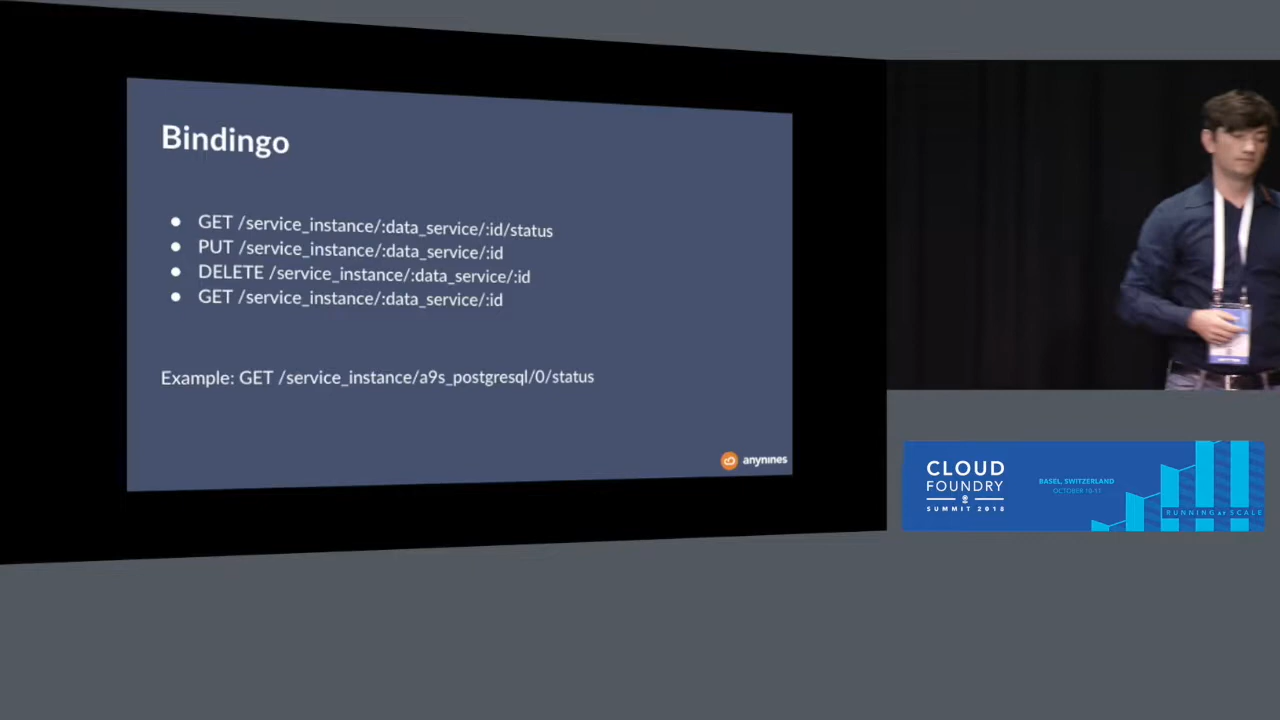 Bindingo
● GET /service_instance/:data_service/:id/status
● PUT /service_instance/:data_service/:id
● DELETE /service_instance/:data_service/:id
● GET /service_instance/:data_service/:id
Example: GET /service_instance/a9s_postgresql/0/status
anynines
CLOUD
FOUNDRY
SUMMIT 2018
BASEL, SWITZERLAND
OCTOBER 10-11
RUNNING AT SCALE